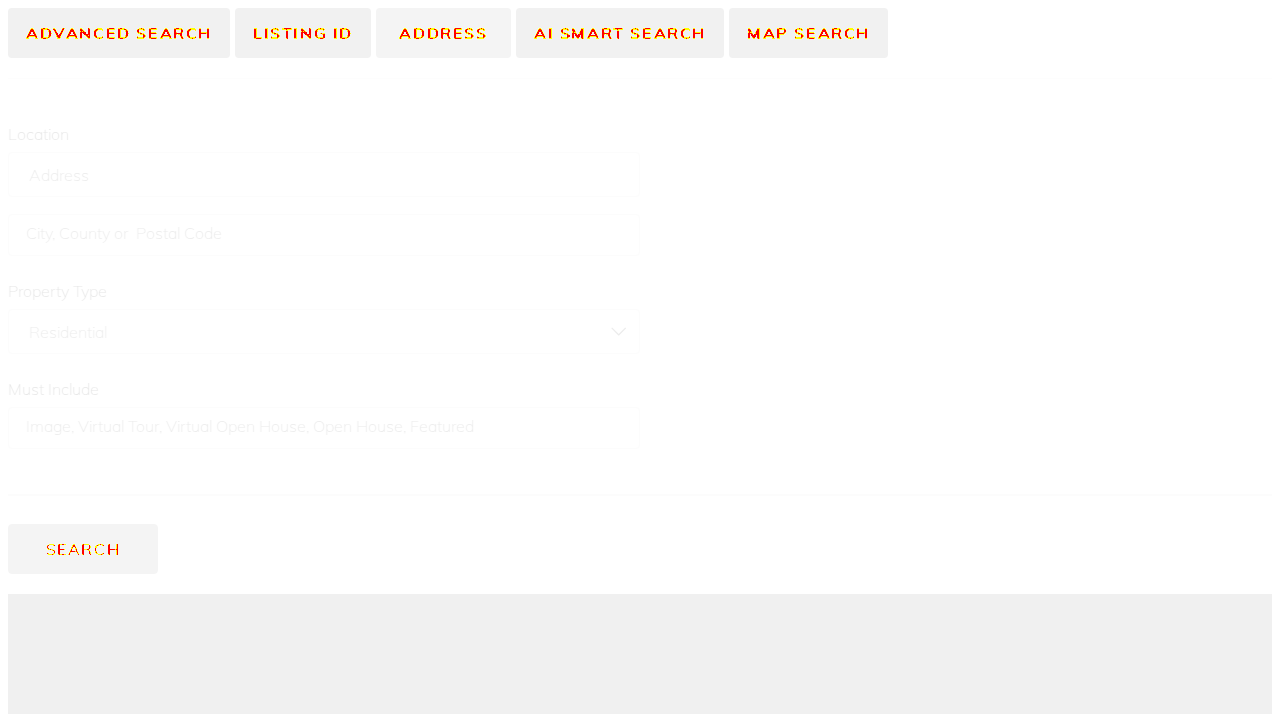 ADVANCED SEARCH LISTING ID ADDRESS AI SMART SEARCH MAP SEARCH
Location
Address
City, County or Postal Code
Property Type
Residential
Must Include
Image, Virtual Tour, Virtual Open House, Open House, Featured
SEARCH